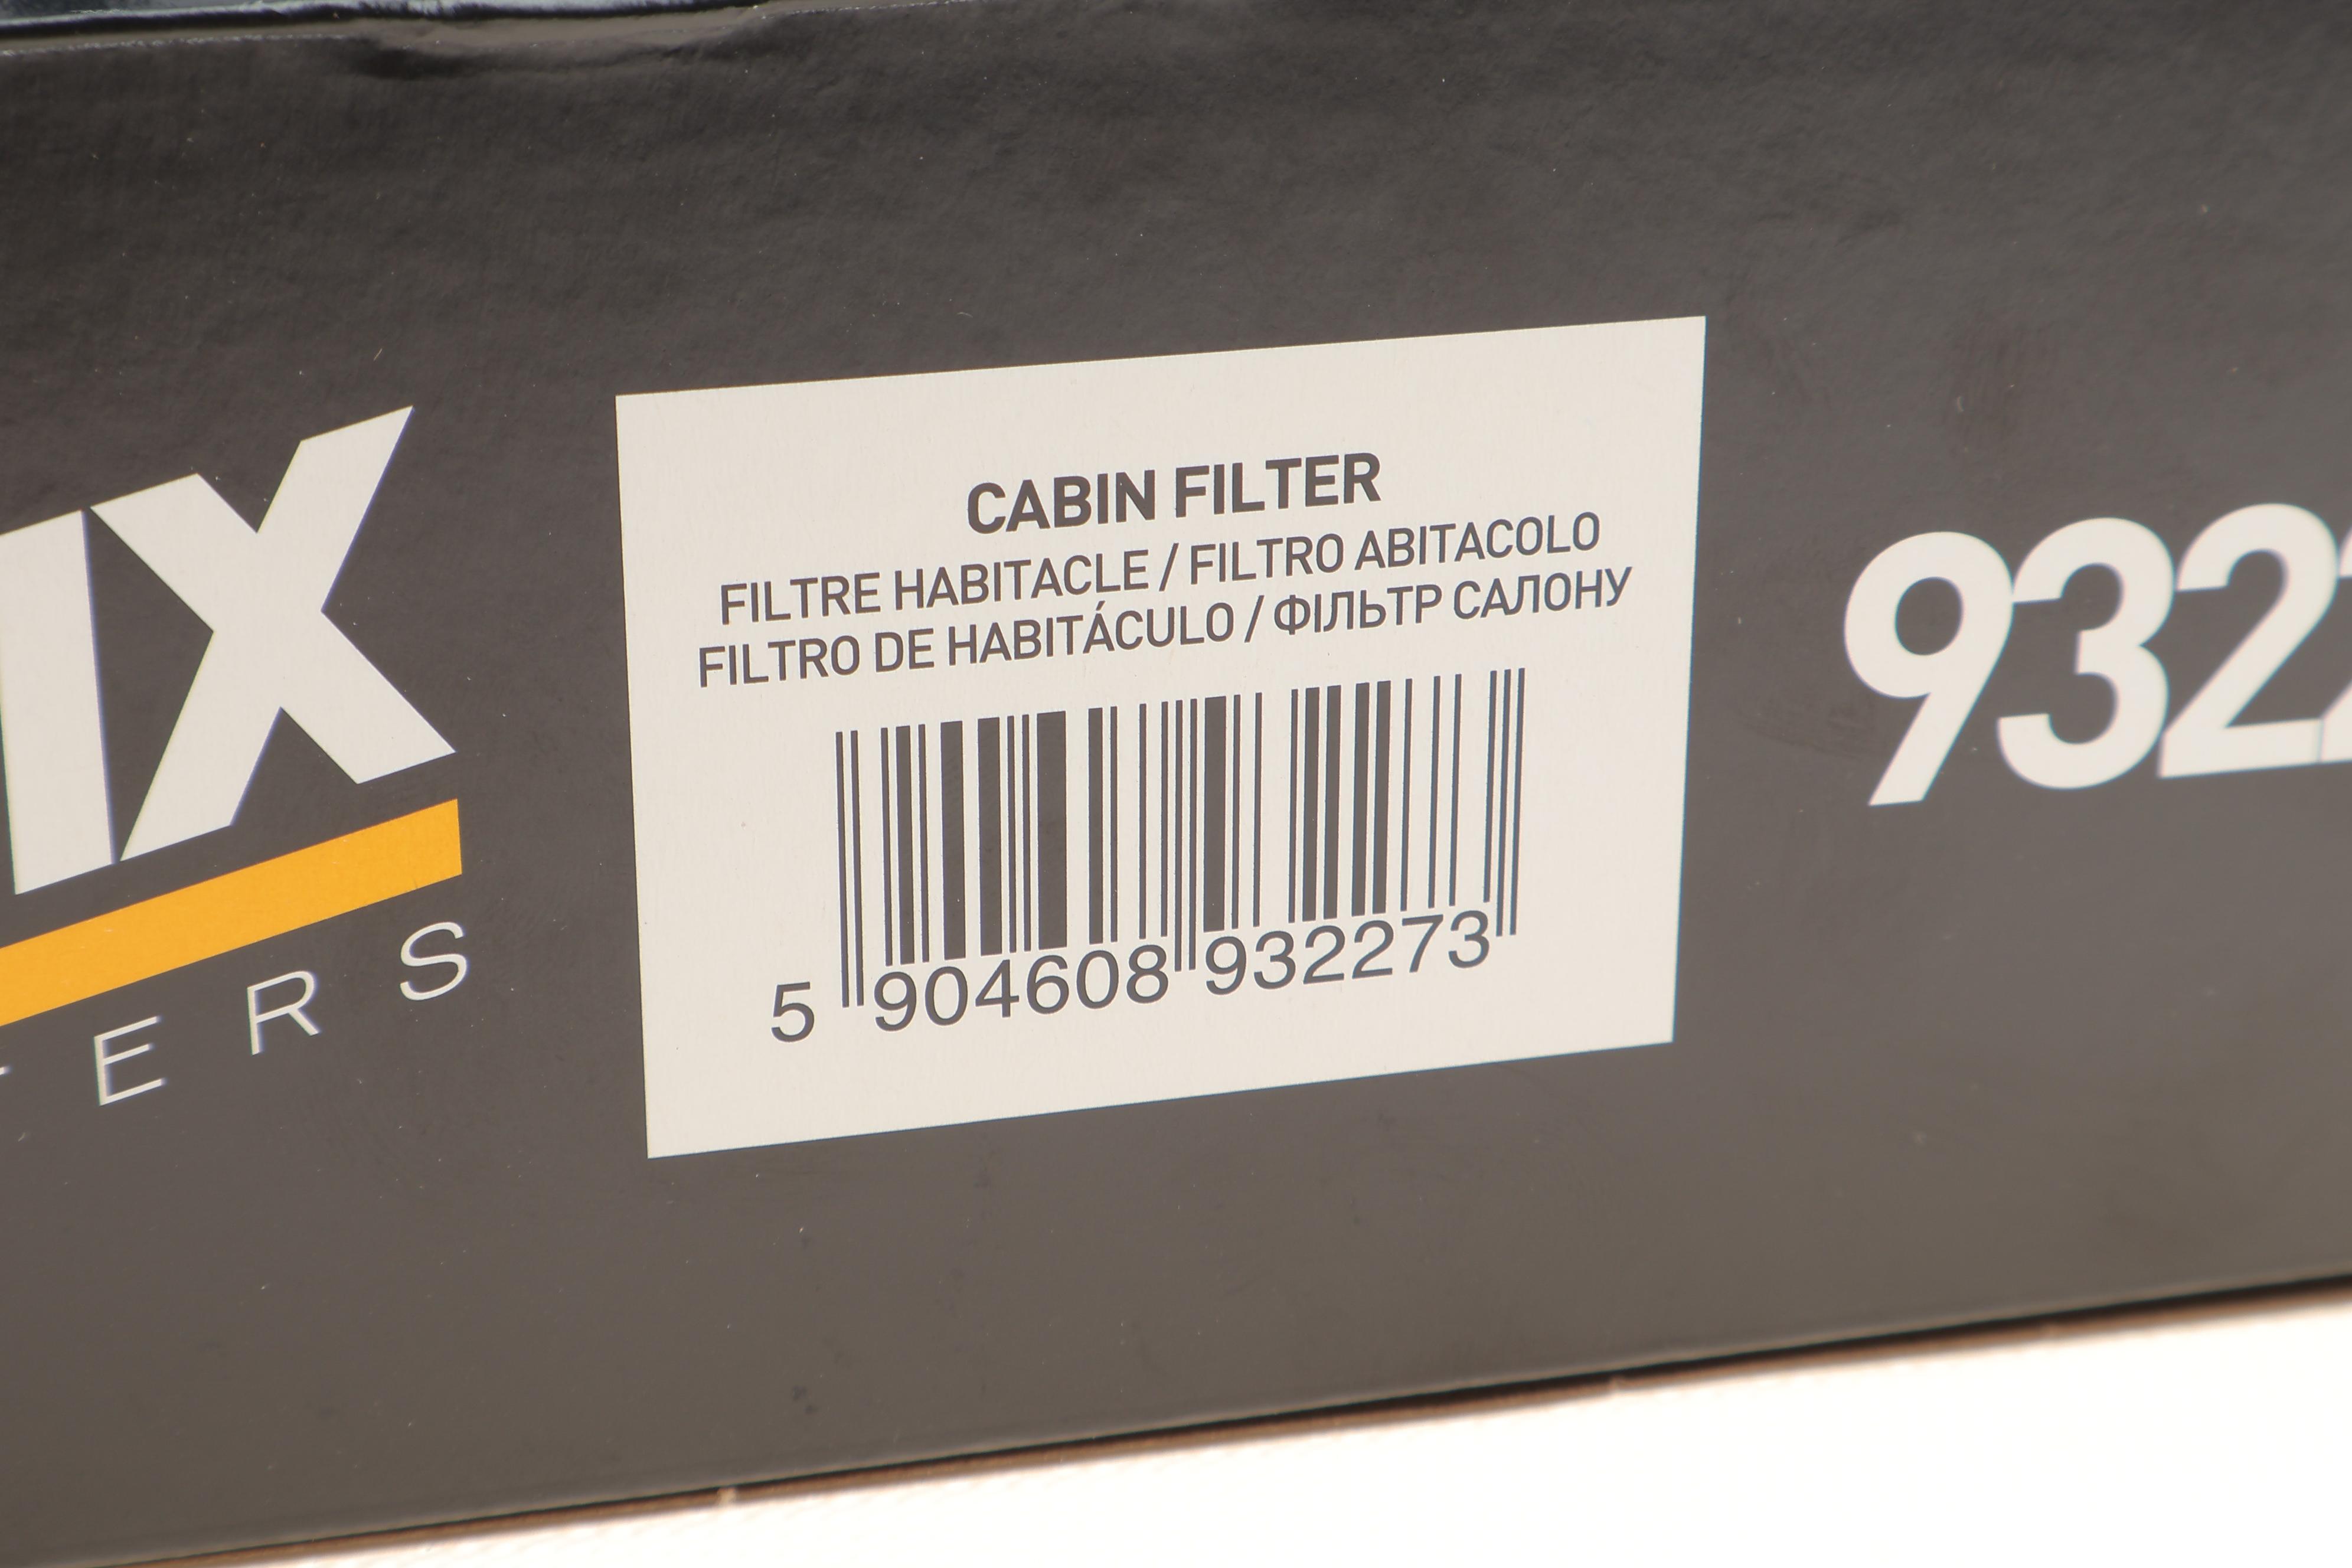 IX
ERS
CABIN FILTER
FILTRE HABITACLE / FILTRO ABITACOLO
FILTRO DE HABITÁCULO / ФІЛЬТР САЛОНУ
5 904608 932273
932